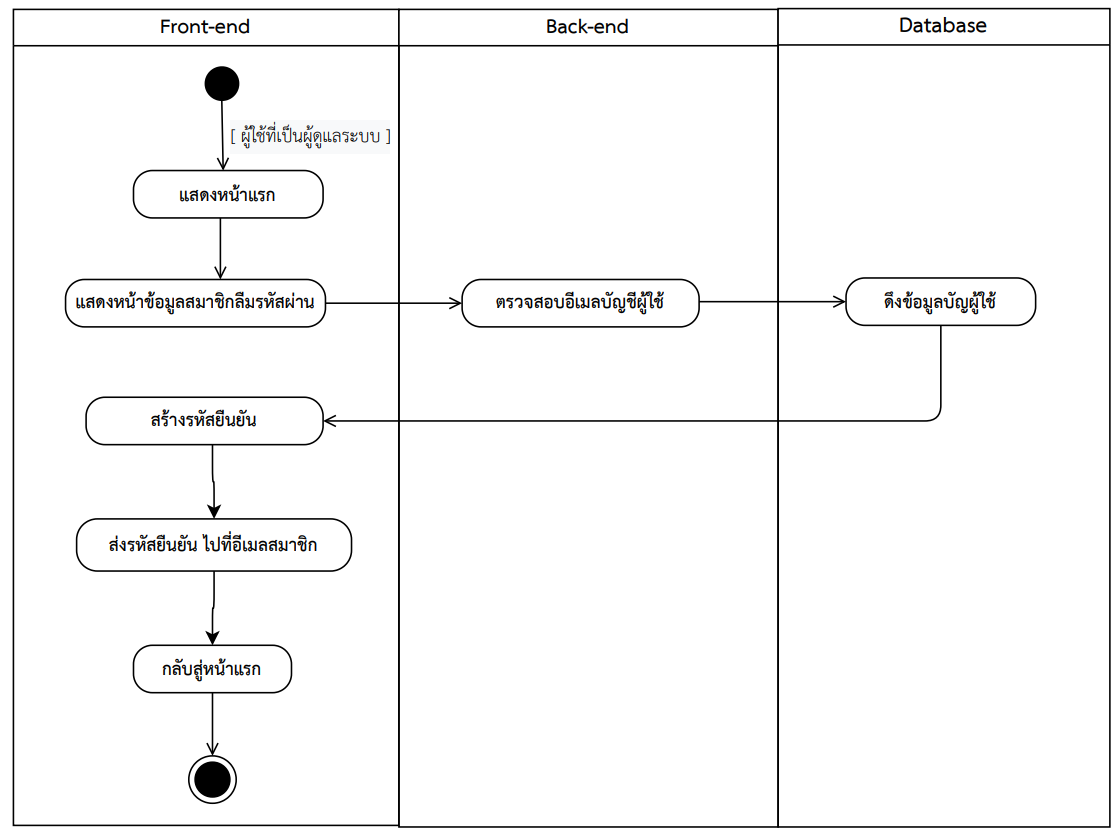 Front-end
Back-end
Database
[ ผู้ใช้ที่เป็นผู้ดูแลระบบ ]
แสดงหน้าแรก
แสดงหน้าข้อมูลสมาชิกลืมรหัสผ่าน
ตรวจสอบอีเมลบัญชีผู้ใช้
ดึงข้อมูลบัญผู้ใช้
สร้างรหัสยืนยัน
ส่งรหัสยืนยัน ไปที่อีเมลสมาชิก
กลับสู่หน้าแรก